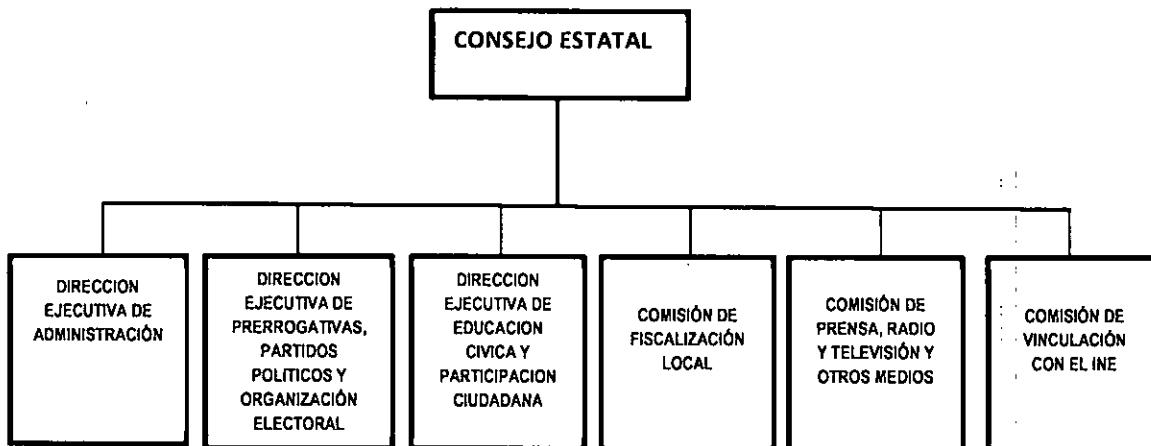 CONSEJO ESTATAL
DIRECCION
EJECUTIVA DE
ADMINISTRACIÓN
DIRECCION
EJECUTIVA DE
PRERROGATIVAS,
PARTIDOS
POLITICOS Y
ORGANIZACIÓN
ELECTORAL
DIRECCION
EJECUTIVA DE
EDUCACION
CIVICA Y
PARTICIPACION
CIUDADANA
COMISIÓN DE
FISCALIZACIÓN
LOCAL
COMISIÓN DE
PRENSA, RADIO
Y TELEVISIÓN Y
OTROS MEDIOS
COMISIÓN DE
VINCULACIÓN
CON EL INE